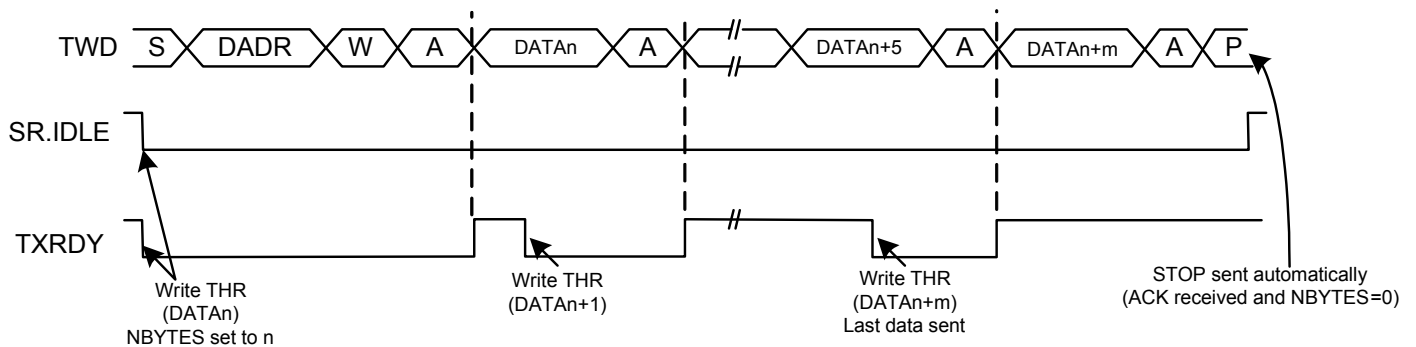 TWD S DADR W A DATAn A DATAn+5 A DATAn+m A P
SR.IDLE
TXRDY
Write THR
(DATAn)
NBYTES set to n
Write THR
(DATAn+1)
Write THR
(DATAn+m)
Last data sent
STOP sent automatically
(ACK received and NBYTES=0)